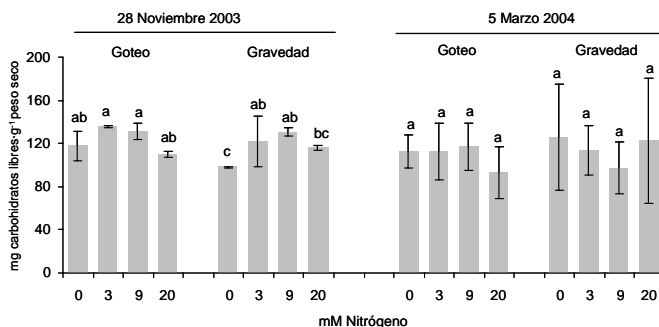 28 Noviembre 2003
5 Marzo 2004
Goteo
Gravedad
Goteo
Gravedad
mg carbohidratos libres·g⁻¹ peso seco
200
160
120
80
40
0
ab a a ab
c ab ab bc
a a a a
a a a a
0 3 9 20 0 3 9 20 0 3 9 20 0 3 9 20
mM Nitrógeno